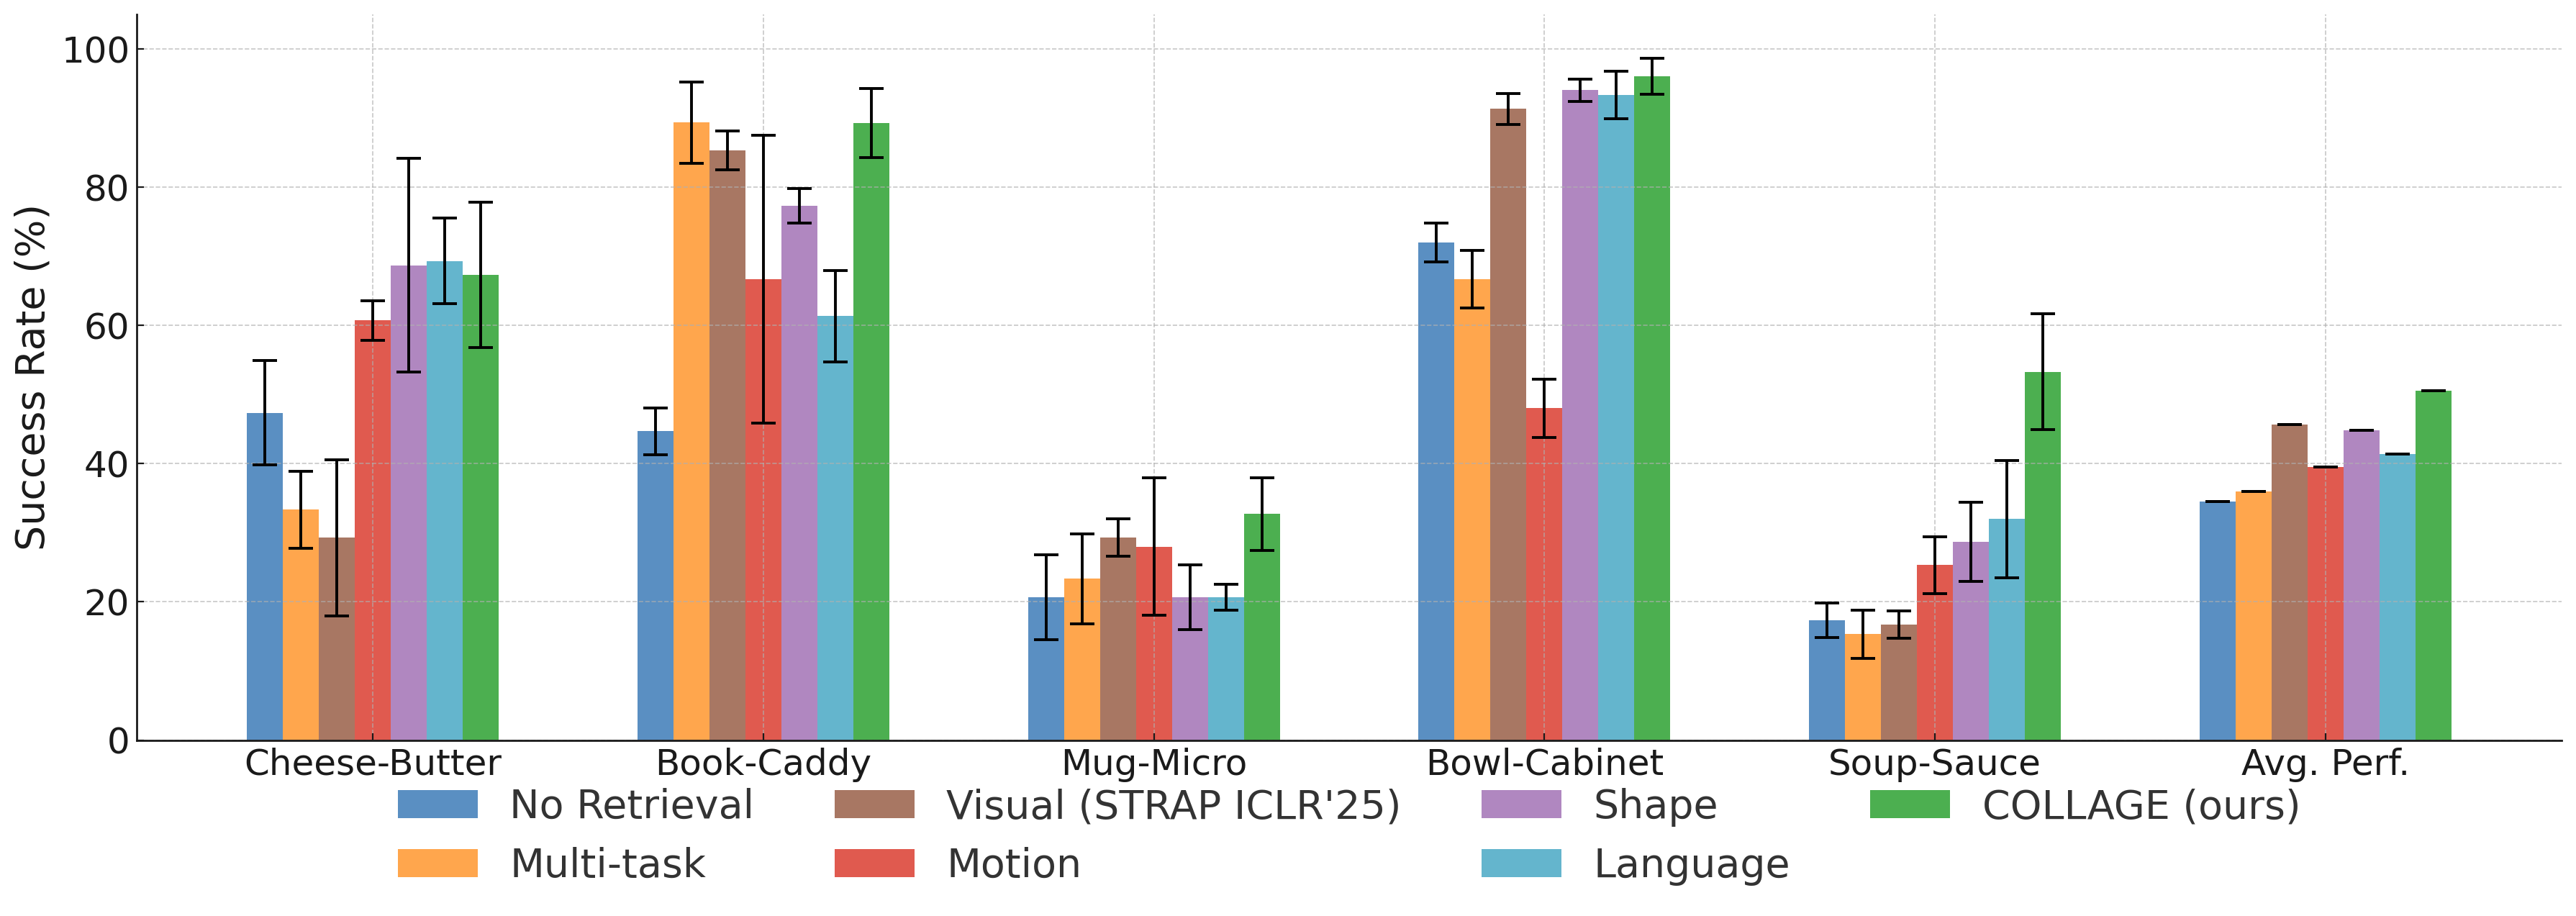 Success Rate (%)
100
80
60
40
20
0
Cheese-Butter
Book-Caddy
Mug-Micro
Bowl-Cabinet
Soup-Sauce
Avg. Perf.
No Retrieval
Multi-task
Visual (STRAP ICLR'25)
Motion
Shape
Language
COLLAGE (ours)